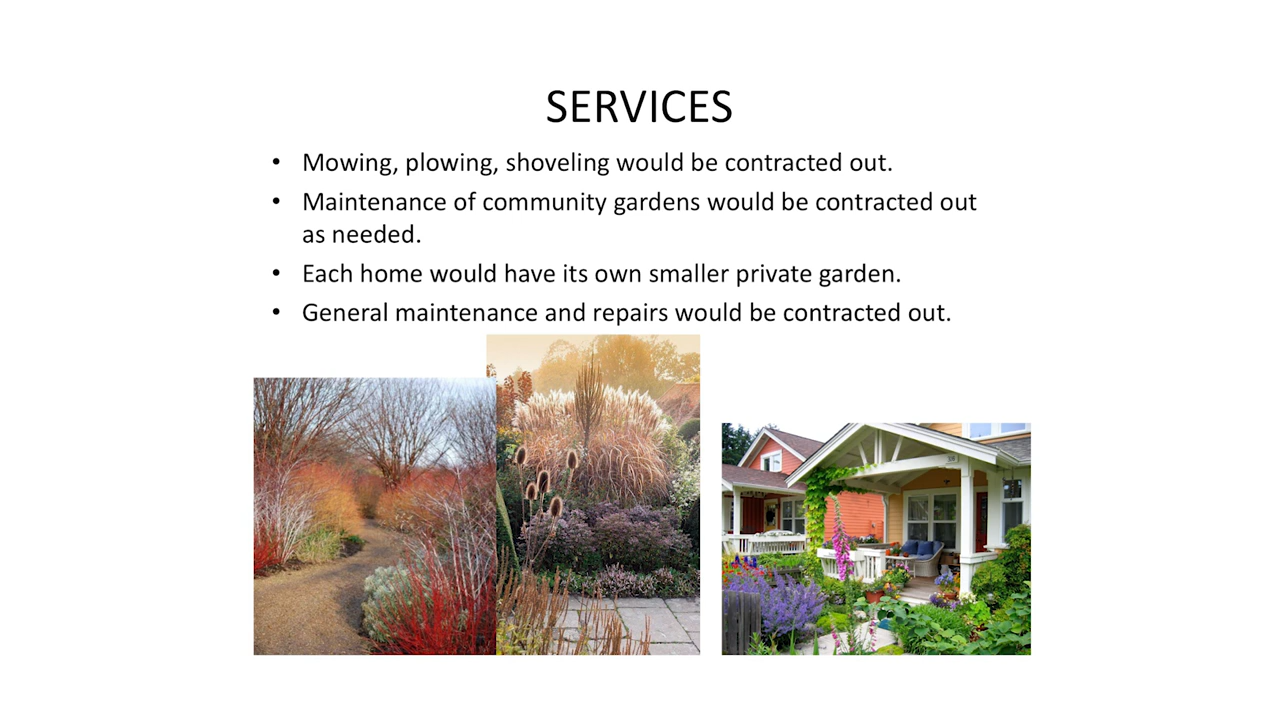 SERVICES
• Mowing, plowing, shoveling would be contracted out.
• Maintenance of community gardens would be contracted out
as needed.
• Each home would have its own smaller private garden.
• General maintenance and repairs would be contracted out.